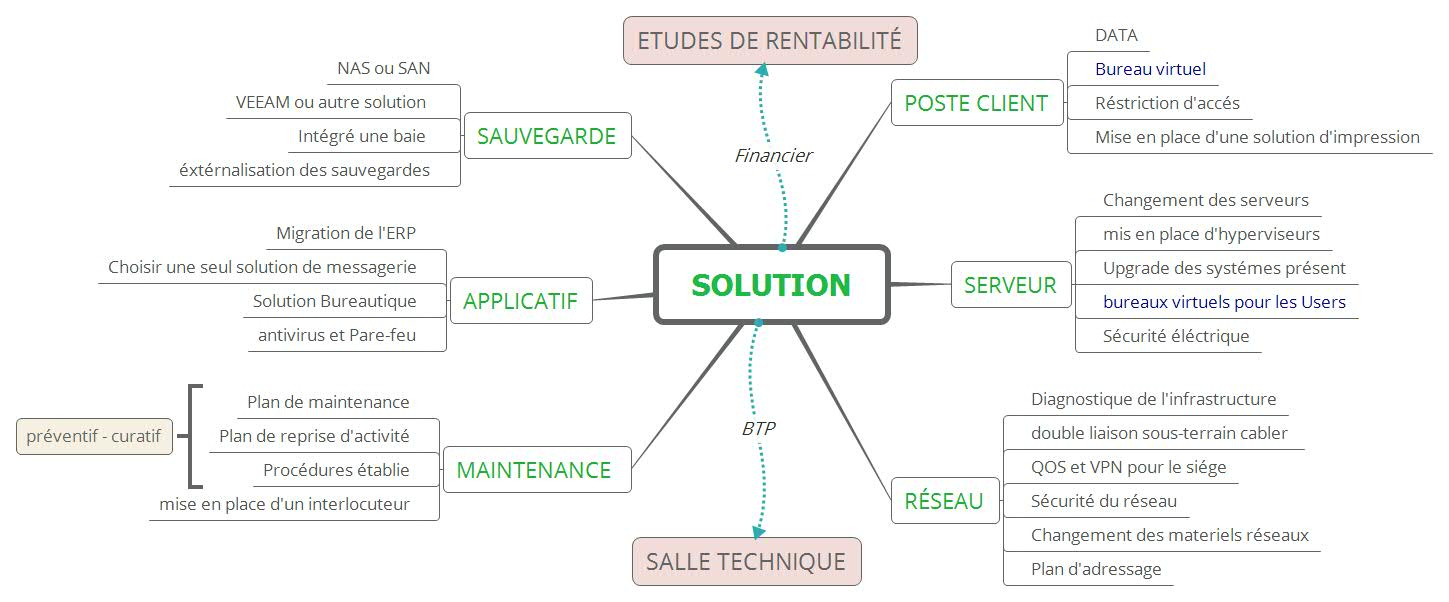 ETUDES DE RENTABILITÉ
Financier
SOLUTION
BTP
SALLE TECHNIQUE
SAUVEGARDE
NAS ou SAN
VEEAM ou autre solution
Intégré une baie
éxtérnalisation des sauvegardes
APPLICATIF
Migration de l'ERP
Choisir une seul solution de messagerie
Solution Bureautique
antivirus et Pare-feu
MAINTENANCE
Plan de maintenance
Plan de reprise d'activité
Procédures établie
mise en place d'un interlocuteur
préventif - curatif
POSTE CLIENT
DATA
Bureau virtuel
Réstriction d'accés
Mise en place d'une solution d'impression
SERVEUR
Changement des serveurs
mis en place d'hyperviseurs
Upgrade des systémes présent
bureaux virtuels pour les Users
Sécurité éléctrique
RÉSEAU
Diagnostique de l'infrastructure
double liaison sous-terrain cabler
QOS et VPN pour le siége
Sécurité du réseau
Changement des materiels réseaux
Plan d'adressage